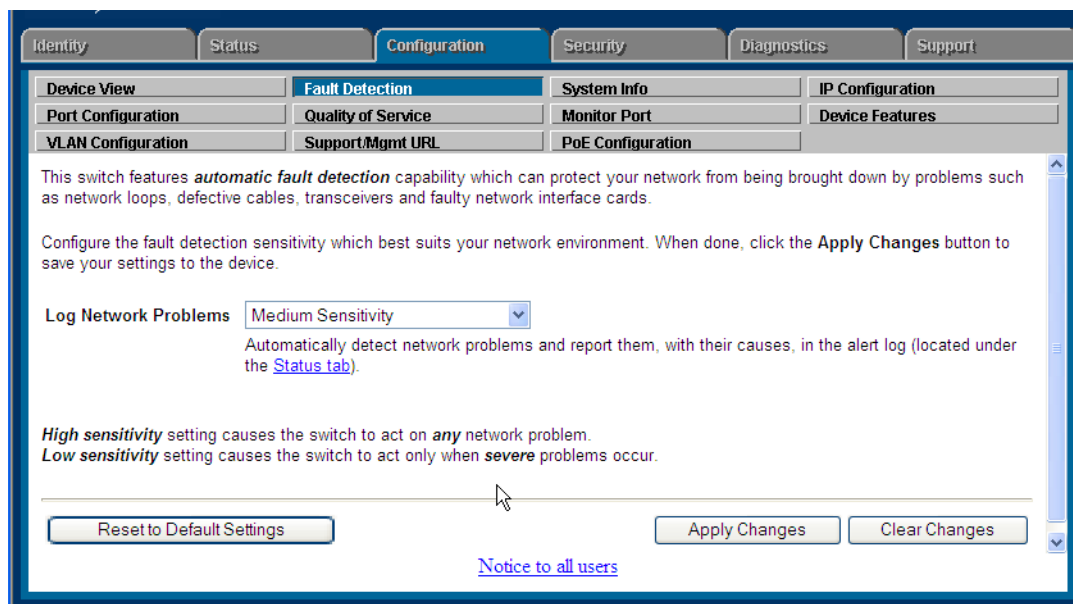 Identity Status Configuration Security Diagnostics Support
Device View Fault Detection System Info IP Configuration
Port Configuration Quality of Service Monitor Port Device Features
VLAN Configuration Support/Mgmt URL PoE Configuration
This switch features automatic fault detection capability which can protect your network from being brought down by problems such
as network loops, defective cables, transceivers and faulty network interface cards.
Configure the fault detection sensitivity which best suits your network environment. When done, click the Apply Changes button to
save your settings to the device.
Log Network Problems Medium Sensitivity
Automatically detect network problems and report them, with their causes, in the alert log (located under
the Status tab).
High sensitivity setting causes the switch to act on any network problem.
Low sensitivity setting causes the switch to act only when severe problems occur.
Reset to Default Settings Apply Changes Clear Changes
Notice to all users